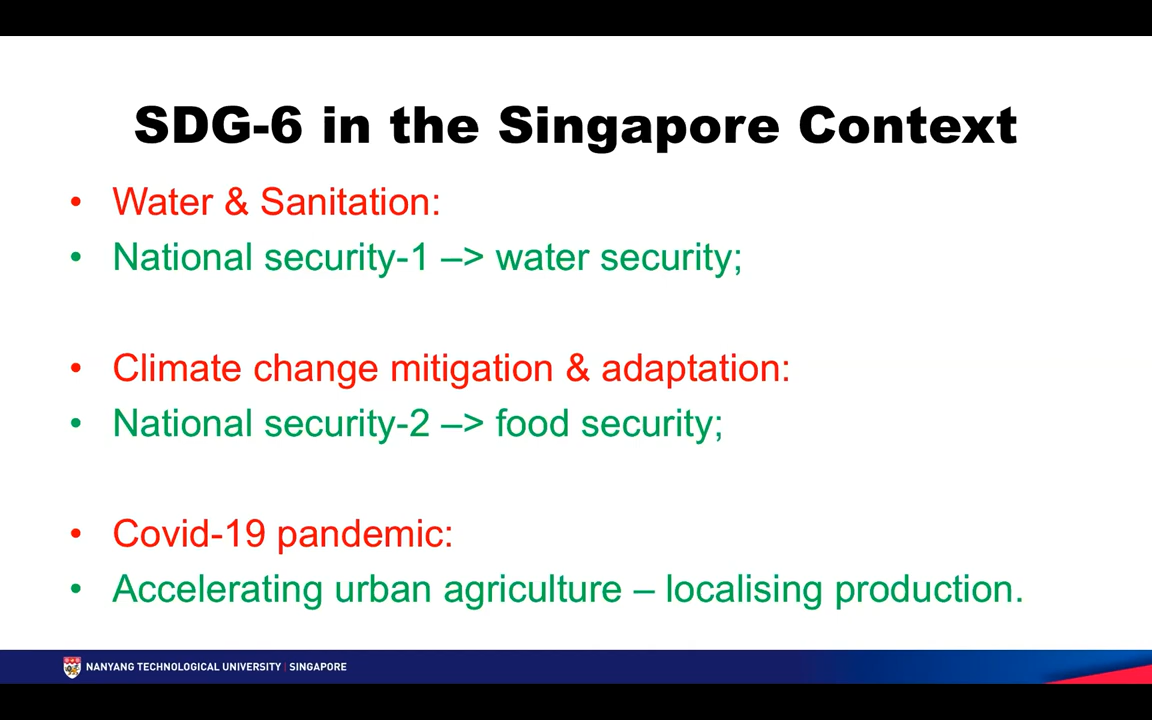 SDG-6 in the Singapore Context
• Water & Sanitation:
• National security-1 –> water security;
• Climate change mitigation & adaptation:
• National security-2 –> food security;
• Covid-19 pandemic:
• Accelerating urban agriculture – localising production.
NANYANG TECHNOLOGICAL UNIVERSITY | SINGAPORE